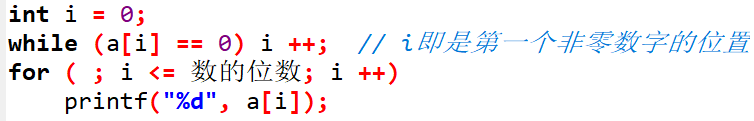 int i = 0;
while (a[i] == 0) i ++;  // i即是第一个非零数字的位置
for ( ; i <= 数的位数; i ++)
    printf("%d", a[i]);